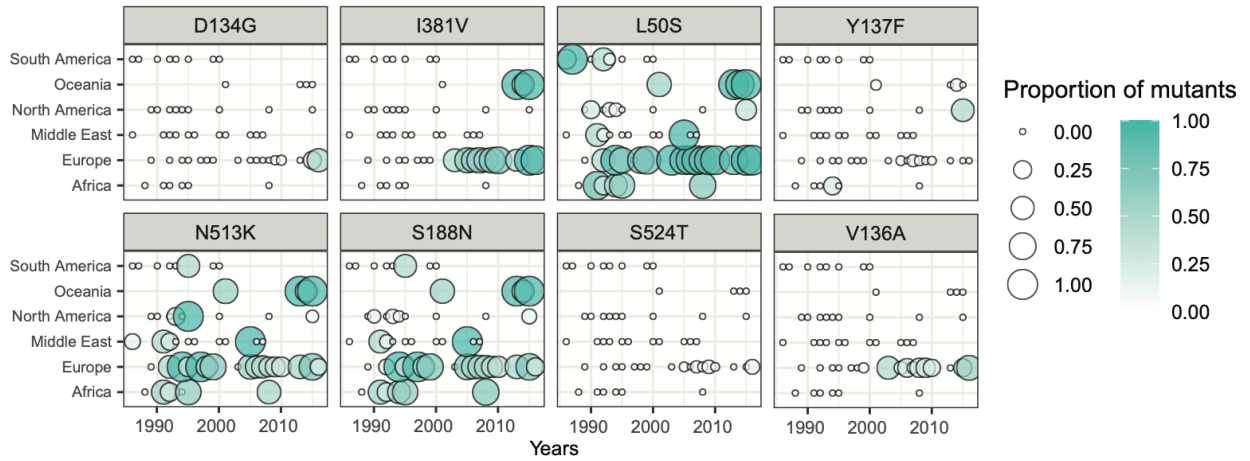 D134G I381V L50S Y137F
South America
Oceania
North America
Middle East
Europe
Africa
N513K S188N S524T V136A
South America
Oceania
North America
Middle East
Europe
Africa
1990 2000 2010 1990 2000 2010 1990 2000 2010 1990 2000 2010
Years
Proportion of mutants
0.00 1.00
0.25 0.75
0.50 0.50
0.75 0.25
1.00 0.00